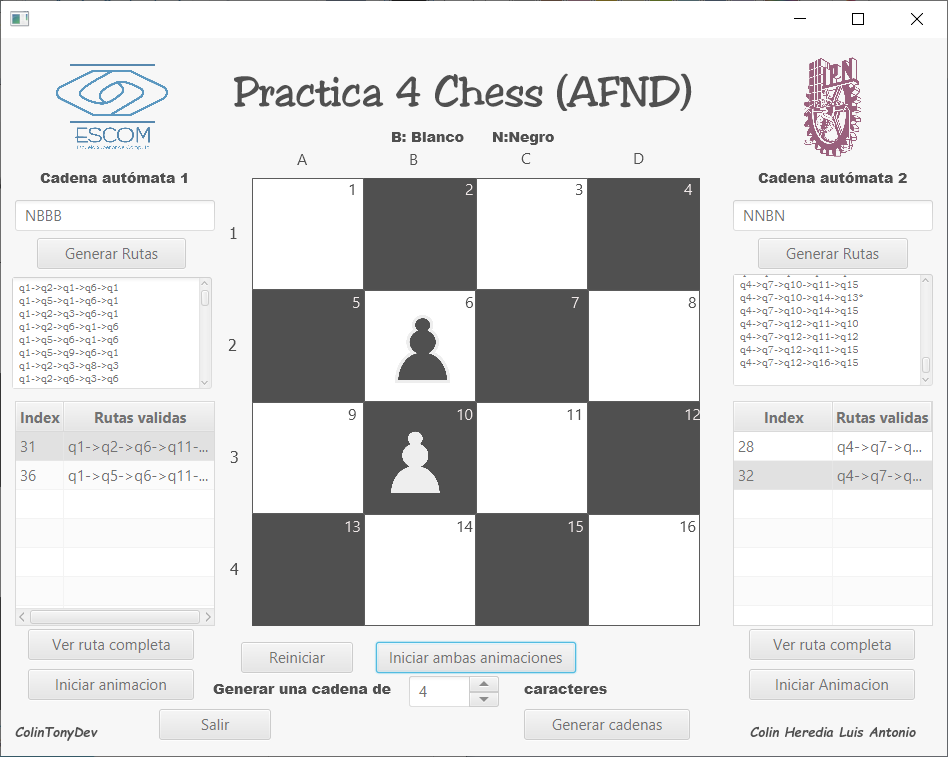 Practica 4 Chess (AFND)
ESCOM
Escuela Superior de Cómputo
IPN
B: Blanco N:Negro
A B C D
Cadena autómata 1
Cadena autómata 2
NBBB
NNBN
Generar Rutas
Generar Rutas
q1->q2->q1->q6->q1
q1->q5->q1->q6->q1
q1->q2->q3->q6->q1
q1->q2->q6->q1->q6
q1->q5->q6->q1->q6
q1->q5->q9->q6->q1
q1->q2->q3->q8->q3
q1->q2->q6->q3->q6
q4->q7->q10->q11->q15
q4->q7->q10->q14->q13*
q4->q7->q10->q14->q15
q4->q7->q12->q11->q10
q4->q7->q12->q11->q12
q4->q7->q12->q11->q15
q4->q7->q12->q16->q15
Index Rutas validas
31 q1->q2->q6->q11-...
36 q1->q5->q6->q11-...
Index Rutas validas
28 q4->q7->q...
32 q4->q7->q...
1 1 2 3 4
2 5 6 7 8
3 9 10 11 12
4 13 14 15 16
Ver ruta completa
Iniciar animacion
Ver ruta completa
Iniciar Animacion
Reiniciar Iniciar ambas animaciones
Generar una cadena de 4 caracteres
Salir Generar cadenas
ColinTonyDev
Colin Heredia Luis Antonio